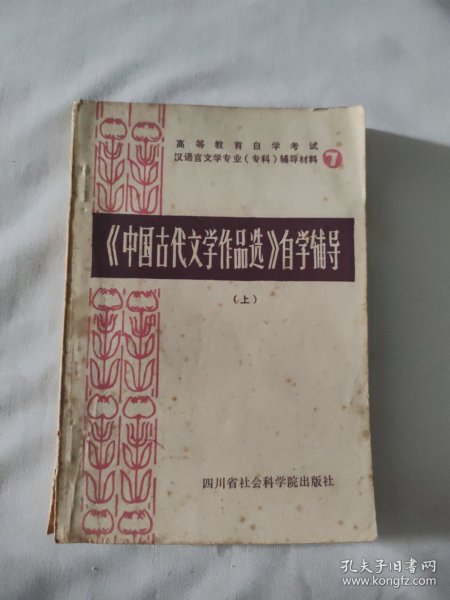 高等教育自学考试
汉语言文学专业(专科)辅导材料 7
《中国古代文学作品选》自学辅导
(上)
四川省社会科学院出版社
孔夫子旧书网
www.kongfz.com